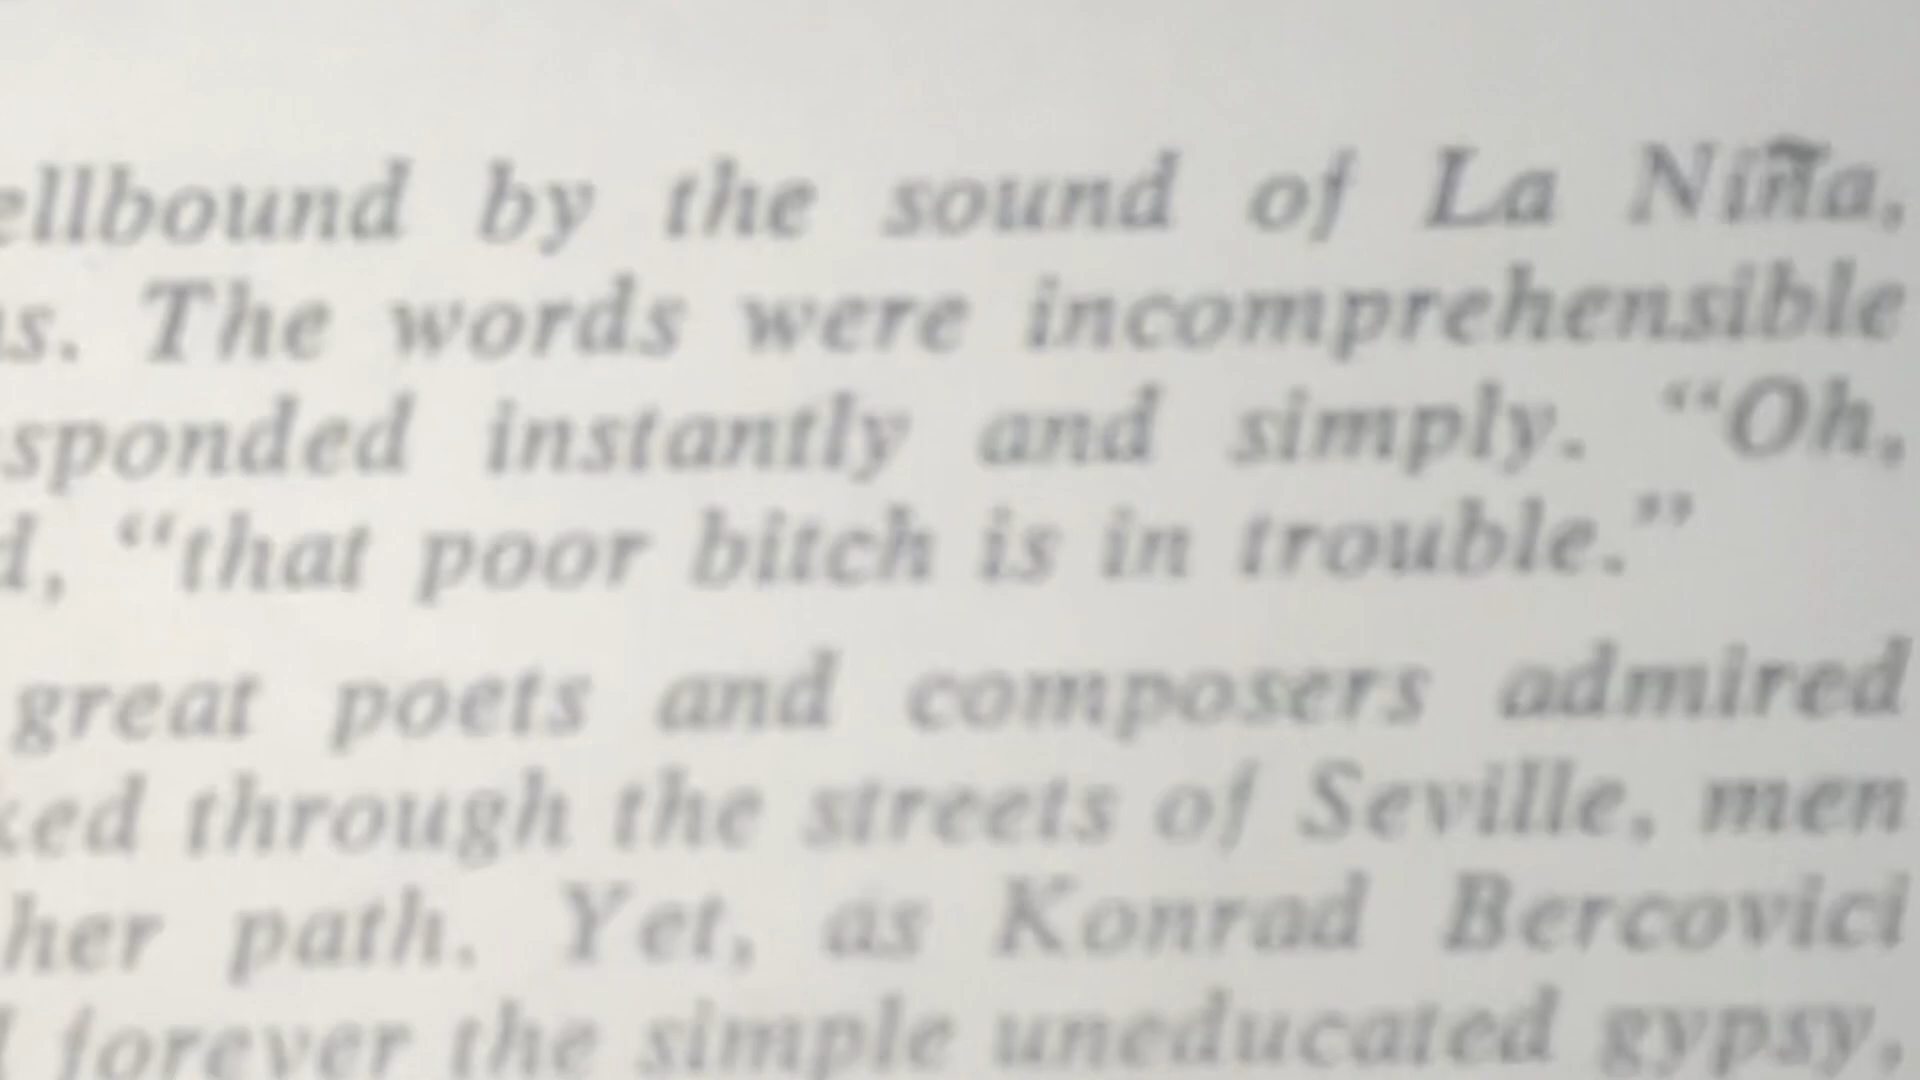 ellbound by the sound of La Niña,
s. The words were incomprehensible
sponded instantly and simply. “Oh,
d, “that poor bitch is in trouble.”
great poets and composers admired
ked through the streets of Seville, men
her path. Yet, as Konrad Bercovici
forever the simple uneducated gypsy,